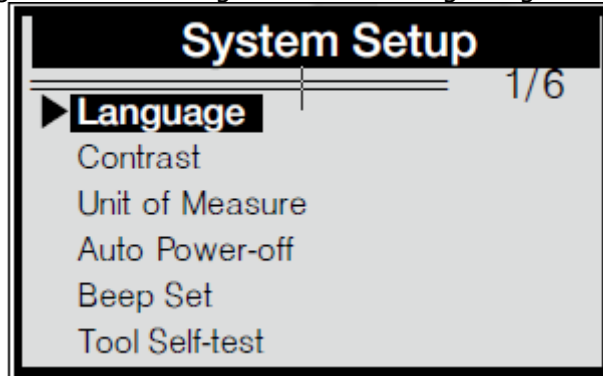 System Setup
1/6
Language
Contrast
Unit of Measure
Auto Power-off
Beep Set
Tool Self-test